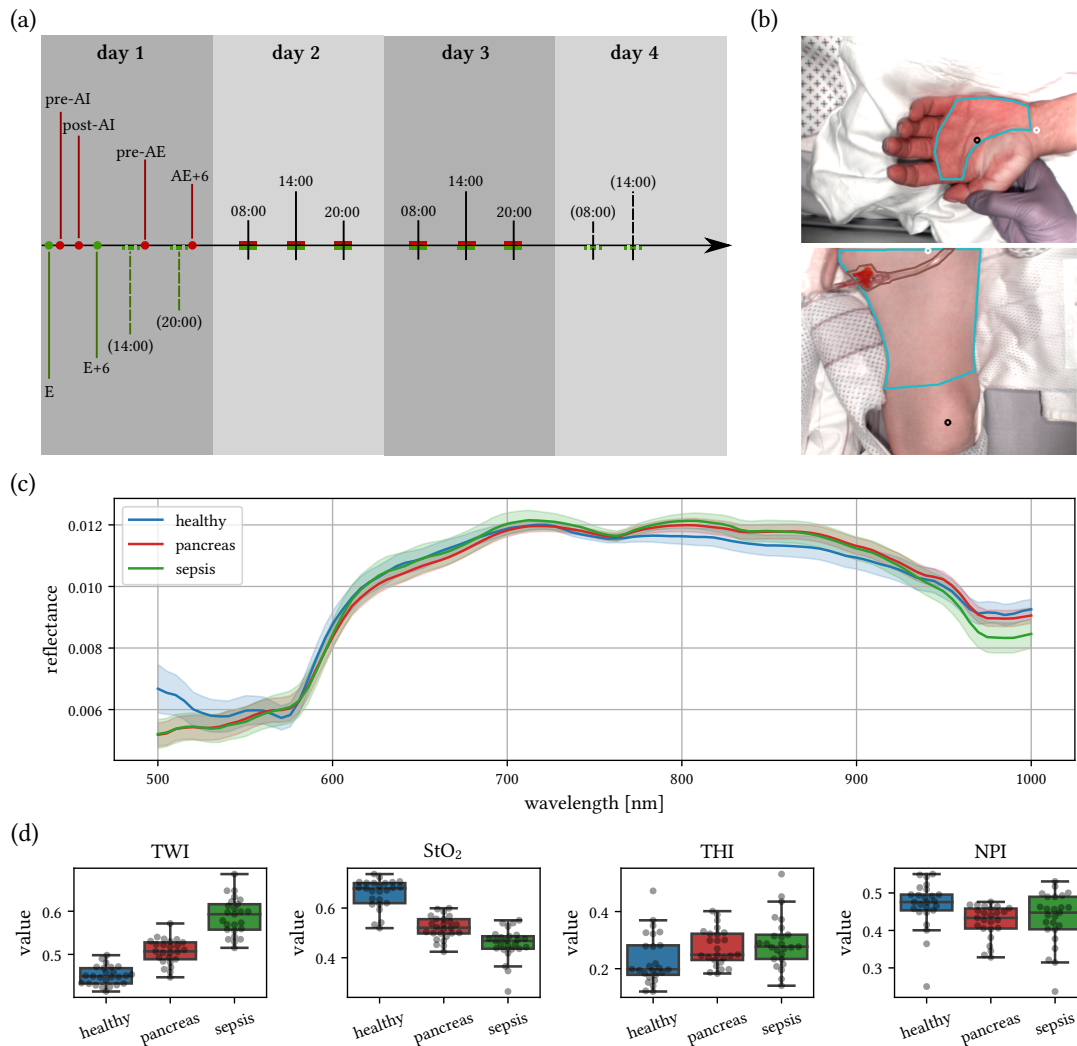 (a)
day 1
day 2
day 3
day 4
pre-AI
post-AI
pre-AE
AE+6
08:00
14:00
20:00
08:00
14:00
20:00
(08:00)
(14:00)
E
E+6
(14:00)
(20:00)
(b)
(c)
healthy
pancreas
sepsis
reflectance
0.012
0.010
0.008
0.006
500
600
700
800
900
1000
wavelength [nm]
(d)
TWI
value
0.6
0.5
healthy
pancreas
sepsis
StO₂
value
0.6
0.4
healthy
pancreas
sepsis
THI
value
0.4
0.2
healthy
pancreas
sepsis
NPI
value
0.5
0.4
0.3
healthy
pancreas
sepsis